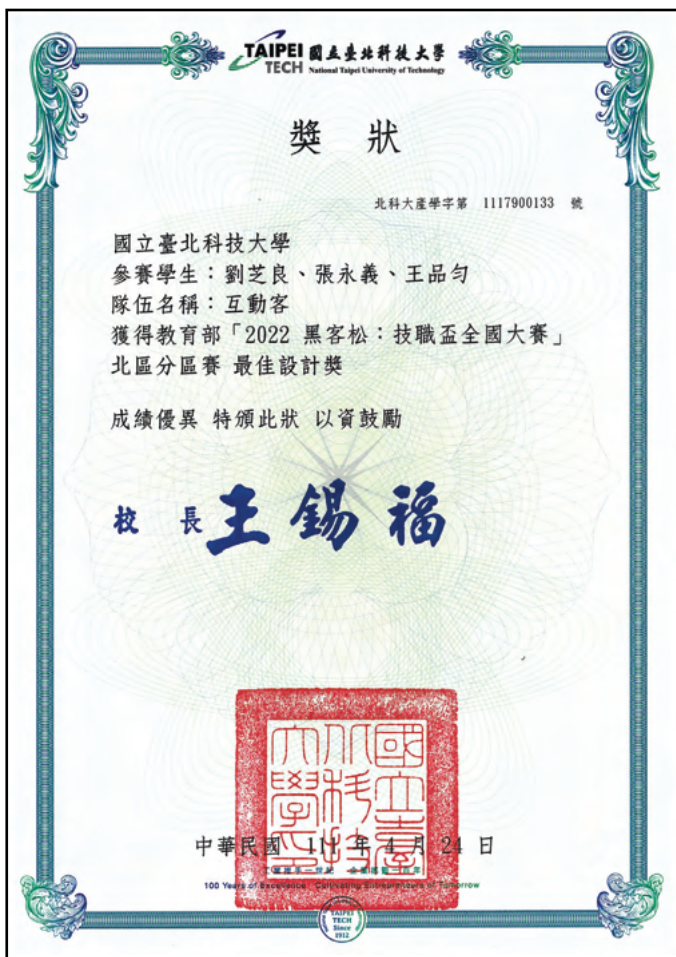 TAIPEI TECH
國立臺北科技大學
National Taipei University of Technology
獎狀
北科大產學字第 1117900133 號
國立臺北科技大學
參賽學生：劉芝良、張永義、王品勻
隊伍名稱：互動客
獲得教育部「2022 黑客松：技職盃全國大賽」
北區分區賽 最佳設計獎
成績優異 特頒此狀 以資鼓勵
校長 王錫福
國立臺北科技大學印
中華民國 111 年 4 月 24 日
100 Years of Excellence Cultivating Entrepreneurs of Tomorrow
TAIPEI
TECH
Since
1912